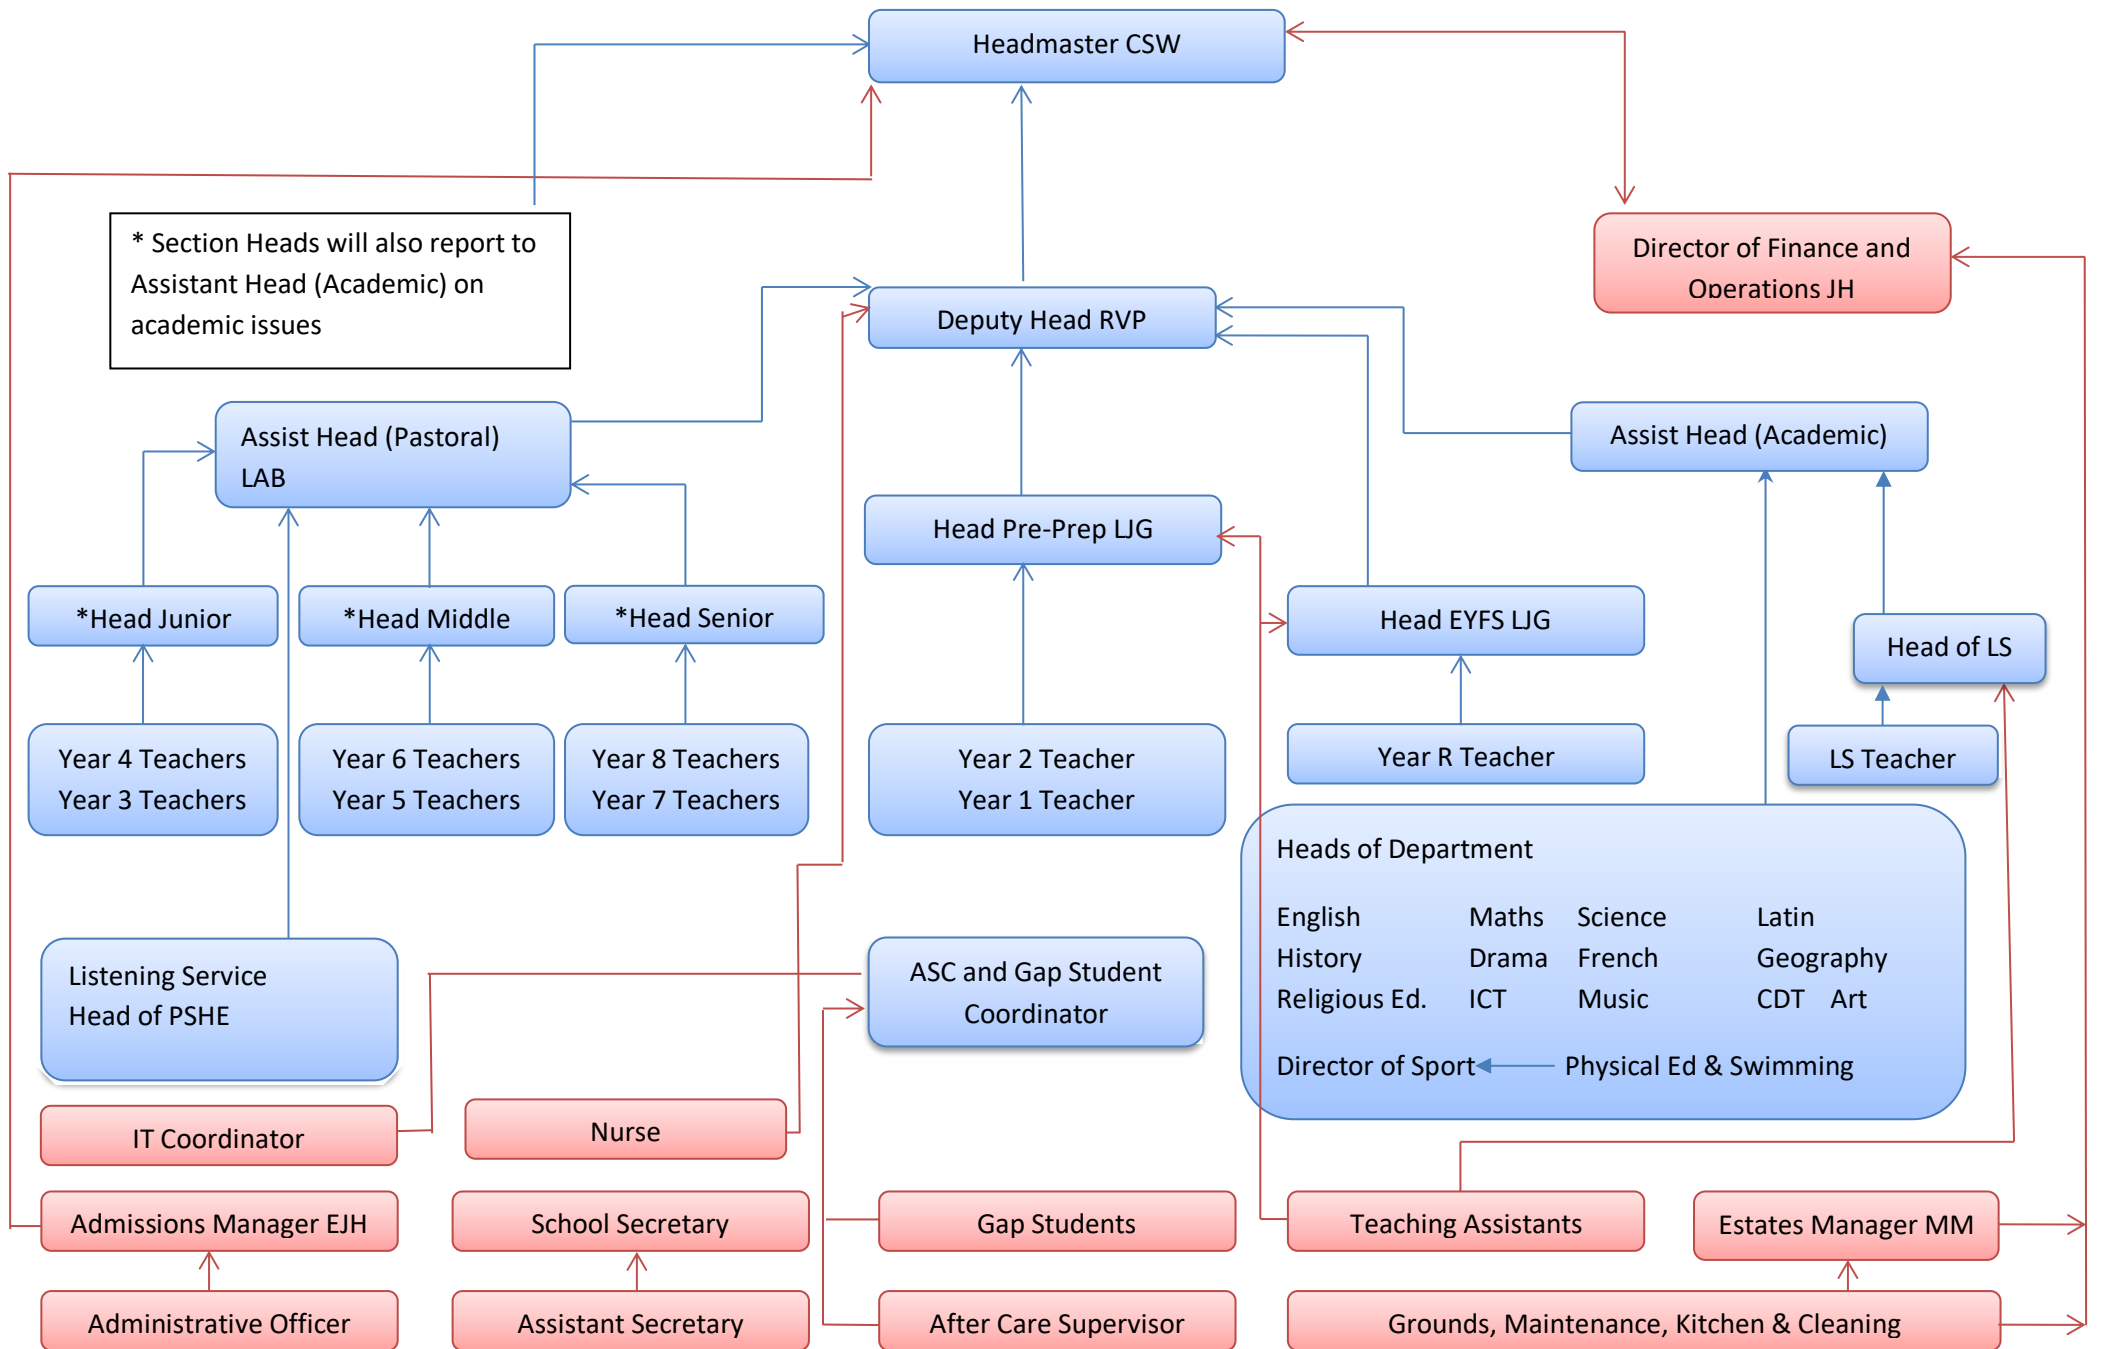 Headmaster CSW
* Section Heads will also report to
Assistant Head (Academic) on
academic issues
Director of Finance and
Operations JH
Deputy Head RVP
Assist Head (Pastoral)
LAB
Assist Head (Academic)
Head Pre-Prep LJG
*Head Junior
*Head Middle
*Head Senior
Head EYFS LJG
Head of LS
Year 4 Teachers
Year 3 Teachers
Year 6 Teachers
Year 5 Teachers
Year 8 Teachers
Year 7 Teachers
Year 2 Teacher
Year 1 Teacher
Year R Teacher
LS Teacher
Heads of Department
English Maths Science Latin
History Drama French Geography
Religious Ed. ICT Music CDT Art
Director of Sport Physical Ed & Swimming
Listening Service
Head of PSHE
ASC and Gap Student
Coordinator
IT Coordinator
Nurse
Admissions Manager EJH
School Secretary
Gap Students
Teaching Assistants
Estates Manager MM
Administrative Officer
Assistant Secretary
After Care Supervisor
Grounds, Maintenance, Kitchen & Cleaning